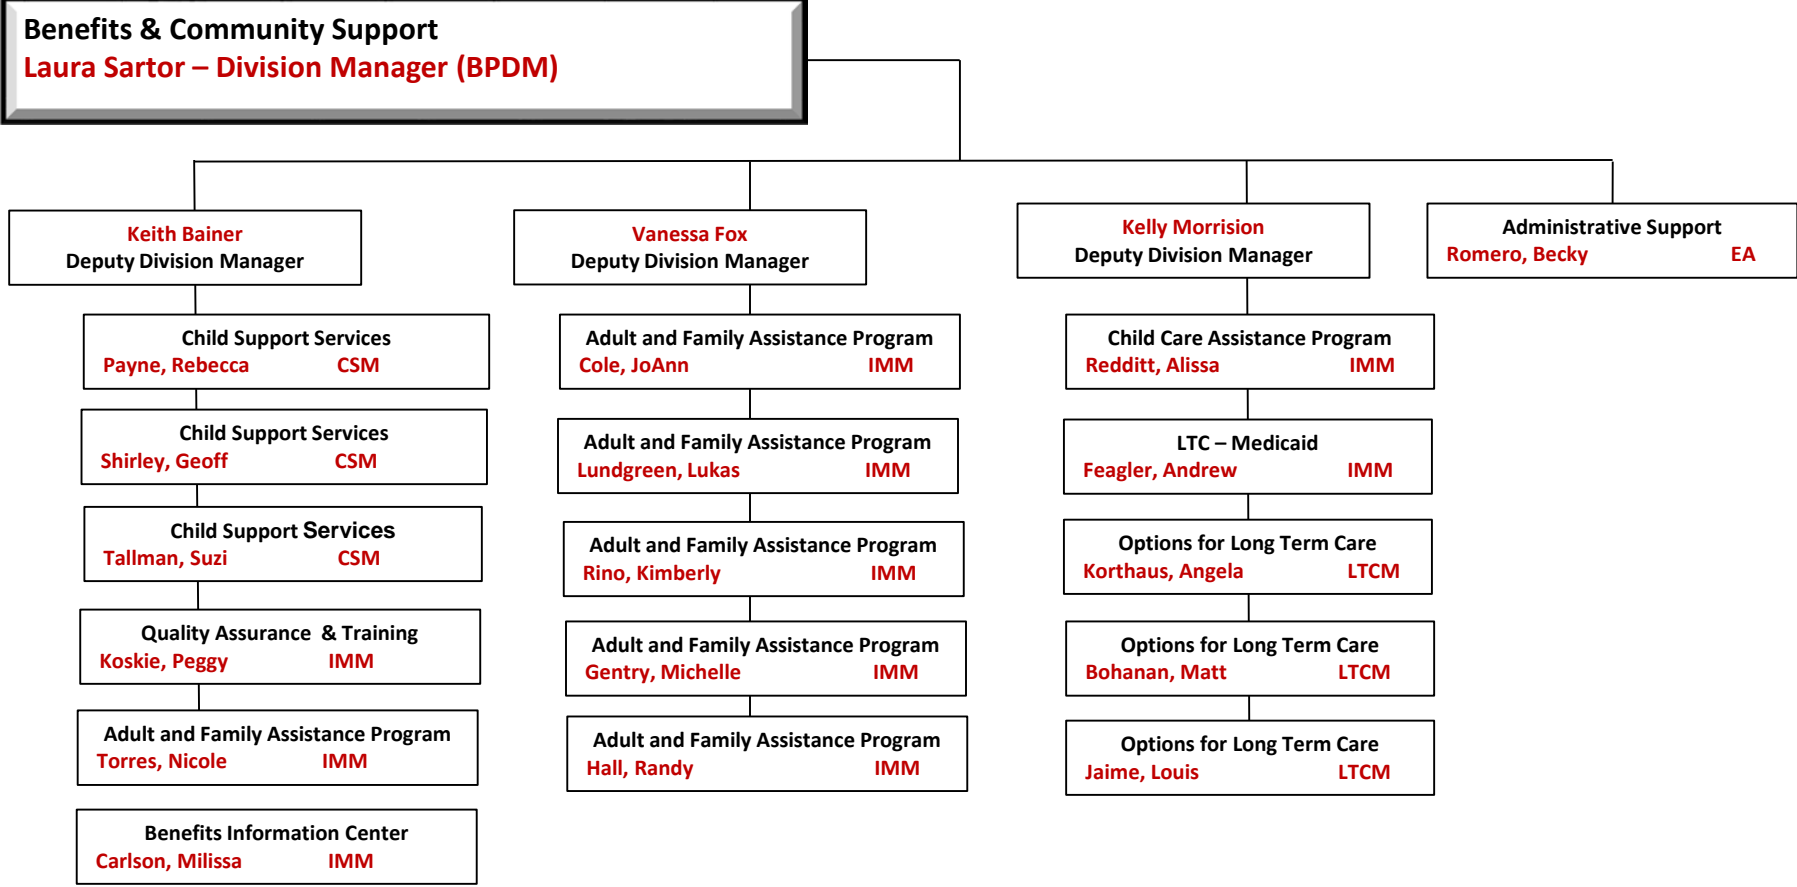 Benefits & Community Support
Laura Sartor – Division Manager (BPDM)
Keith Bainer
Deputy Division Manager
Child Support Services
Payne, Rebecca CSM
Child Support Services
Shirley, Geoff CSM
Child Support Services
Tallman, Suzi CSM
Quality Assurance & Training
Koskie, Peggy IMM
Adult and Family Assistance Program
Torres, Nicole IMM
Benefits Information Center
Carlson, Milissa IMM
Vanessa Fox
Deputy Division Manager
Adult and Family Assistance Program
Cole, JoAnn IMM
Adult and Family Assistance Program
Lundgreen, Lukas IMM
Adult and Family Assistance Program
Rino, Kimberly IMM
Adult and Family Assistance Program
Gentry, Michelle IMM
Adult and Family Assistance Program
Hall, Randy IMM
Kelly Morrision
Deputy Division Manager
Child Care Assistance Program
Redditt, Alissa IMM
LTC – Medicaid
Feagler, Andrew IMM
Options for Long Term Care
Korthaus, Angela LTCM
Options for Long Term Care
Bohanan, Matt LTCM
Options for Long Term Care
Jaime, Louis LTCM
Administrative Support
Romero, Becky EA